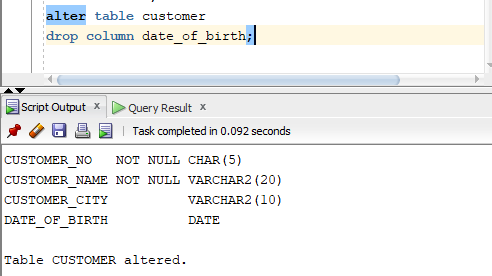 alter table customer
drop column date_of_birth;
Script Output x Query Result x
Task completed in 0.092 seconds
CUSTOMER_NO NOT NULL CHAR(5)
CUSTOMER_NAME NOT NULL VARCHAR2(20)
CUSTOMER_CITY VARCHAR2(10)
DATE_OF_BIRTH DATE
Table CUSTOMER altered.